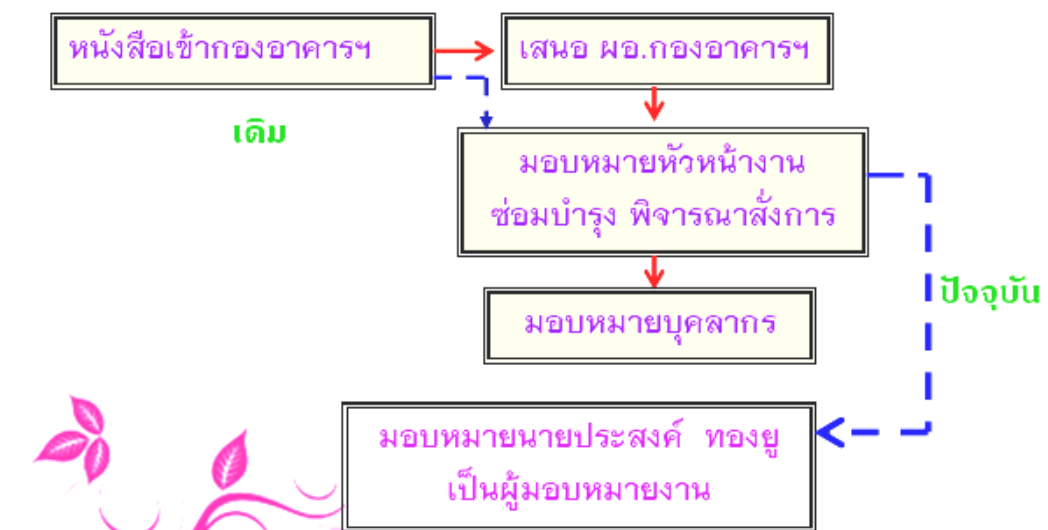 หนังสือเข้ากองอาคารฯ
เสนอ ผอ.กองอาคารฯ
เดิม
มอบหมายหัวหน้างาน
ซ่อมบำรุง พิจารณาสั่งการ
ปัจจุบัน
มอบหมายบุคลากร
มอบหมายนายประสงค์ ทองยู
เป็นผู้มอบหมายงาน